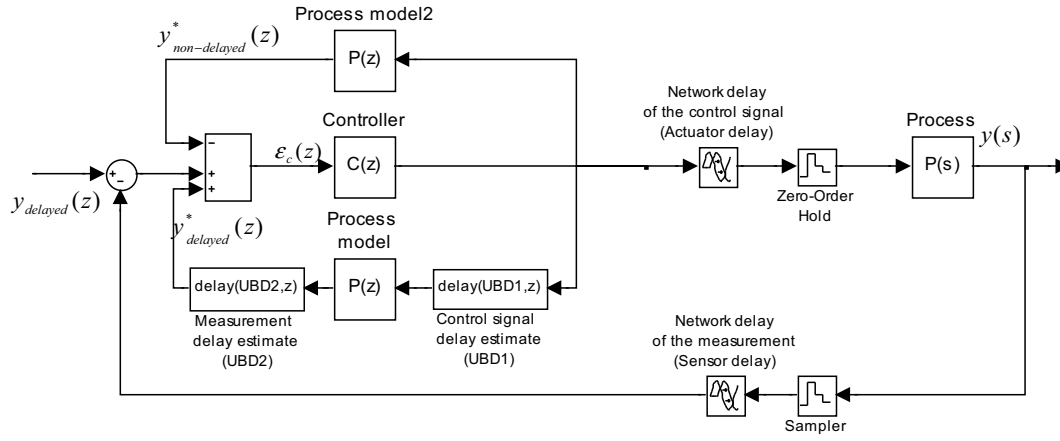 Process model2
y*non-delayed(z)
P(z)
Network delay
of the control signal
(Actuator delay)
Controller
Process
y(s)
−
εc(z)
C(z)
P(s)
+
−
+
+
Zero-Order
Hold
ydelayed(z)
y*delayed(z)
Process
model
delay(UBD2,z)
P(z)
delay(UBD1,z)
Measurement
delay estimate
(UBD2)
Control signal
delay estimate
(UBD1)
Network delay
of the measurement
(Sensor delay)
Sampler